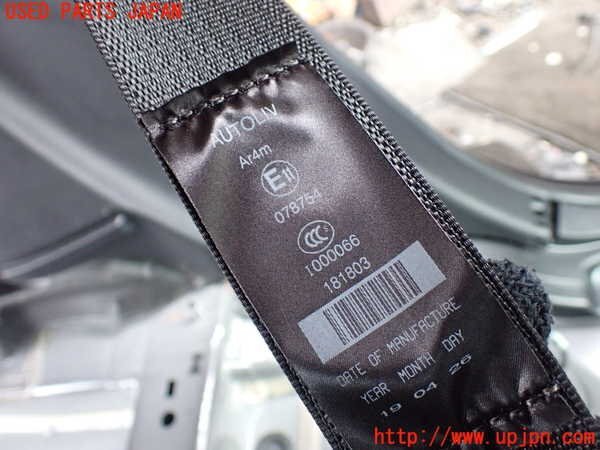 USED PARTS JAPAN
AUTOLIV
Ar4m
E11
078754
CCC
I000066
181803
DATE OF MANUFACTURE
YEAR MONTH DAY
19 04 26
http://www.upjpn.com